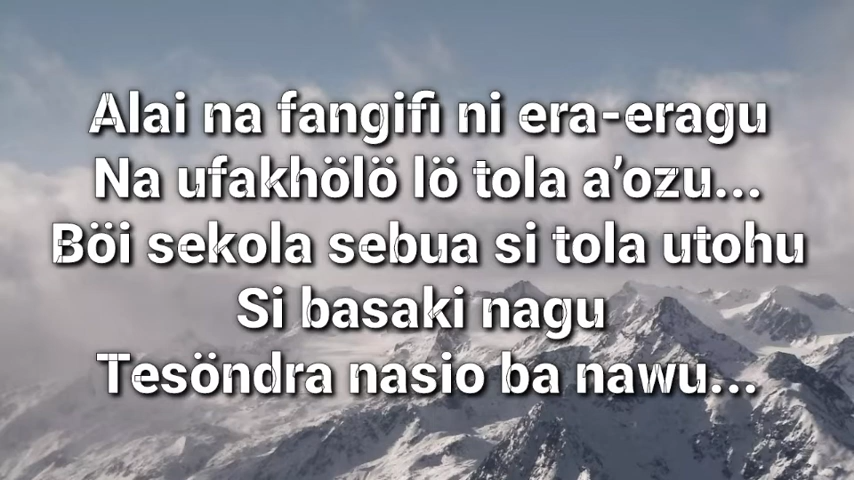 Alai na fangifi ni era-eragu
Na ufakhölö lö tola a’ozu...
Böi sekola sebua si tola utohu
Si basaki nagu
Tesöndra nasio ba nawu...